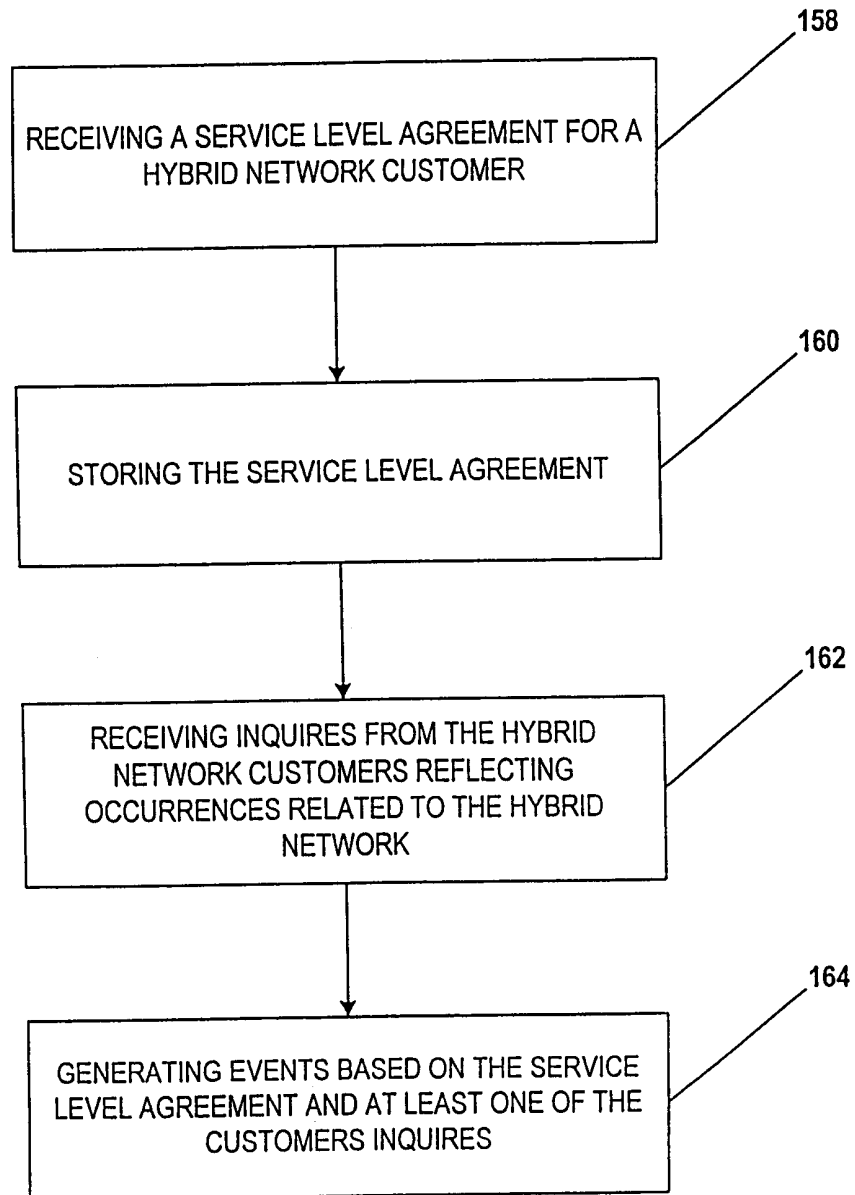 158
RECEIVING A SERVICE LEVEL AGREEMENT FOR A
HYBRID NETWORK CUSTOMER
160
STORING THE SERVICE LEVEL AGREEMENT
162
RECEIVING INQUIRES FROM THE HYBRID
NETWORK CUSTOMERS REFLECTING
OCCURRENCES RELATED TO THE HYBRID
NETWORK
164
GENERATING EVENTS BASED ON THE SERVICE
LEVEL AGREEMENT AND AT LEAST ONE OF THE
CUSTOMERS INQUIRES